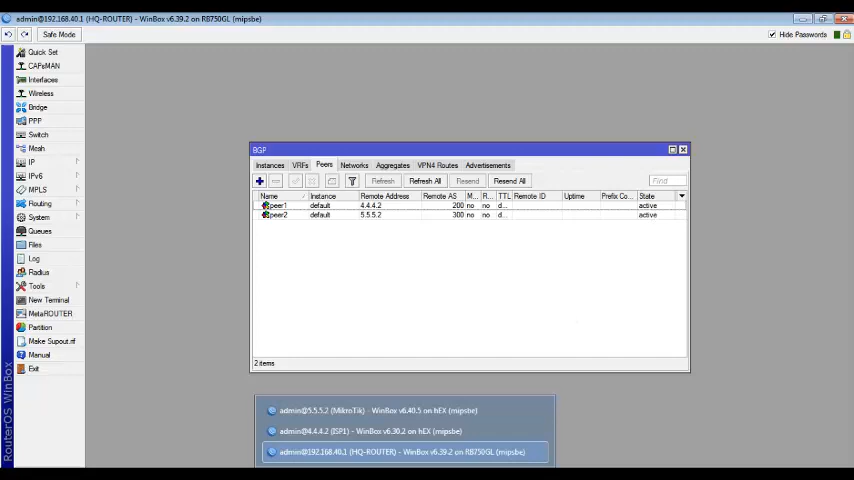 admin@192.168.40.1 (HQ-ROUTER) - WinBox v6.39.2 on RB750GL (mipsbe)
Safe Mode
Hide Passwords
Quick Set
CAPsMAN
Interfaces
Wireless
Bridge
PPP
Switch
Mesh
IP
IPv6
MPLS
Routing
System
Queues
Files
Log
Radius
Tools
New Terminal
MetaROUTER
Partition
Make Supout.rif
Manual
Exit
RouterOS WinBox
BGP
Instances VRFs Peers Networks Aggregates VPN4 Routes Advertisements
Refresh Refresh All Resend Resend All Find
Name Instance Remote Address Remote AS M... R... TTL Remote ID Uptime Prefix Co... State
peer1 default 4.4.4.2 200 no no d... active
peer2 default 5.5.5.2 300 no no d... active
2 items
admin@5.5.5.2 (MikroTik) - WinBox v6.40.5 on hEX (mipsbe)
admin@4.4.4.2 (ISP1) - WinBox v6.30.2 on hEX (mipsbe)
admin@192.168.40.1 (HQ-ROUTER) - WinBox v6.39.2 on RB750GL (mipsbe)